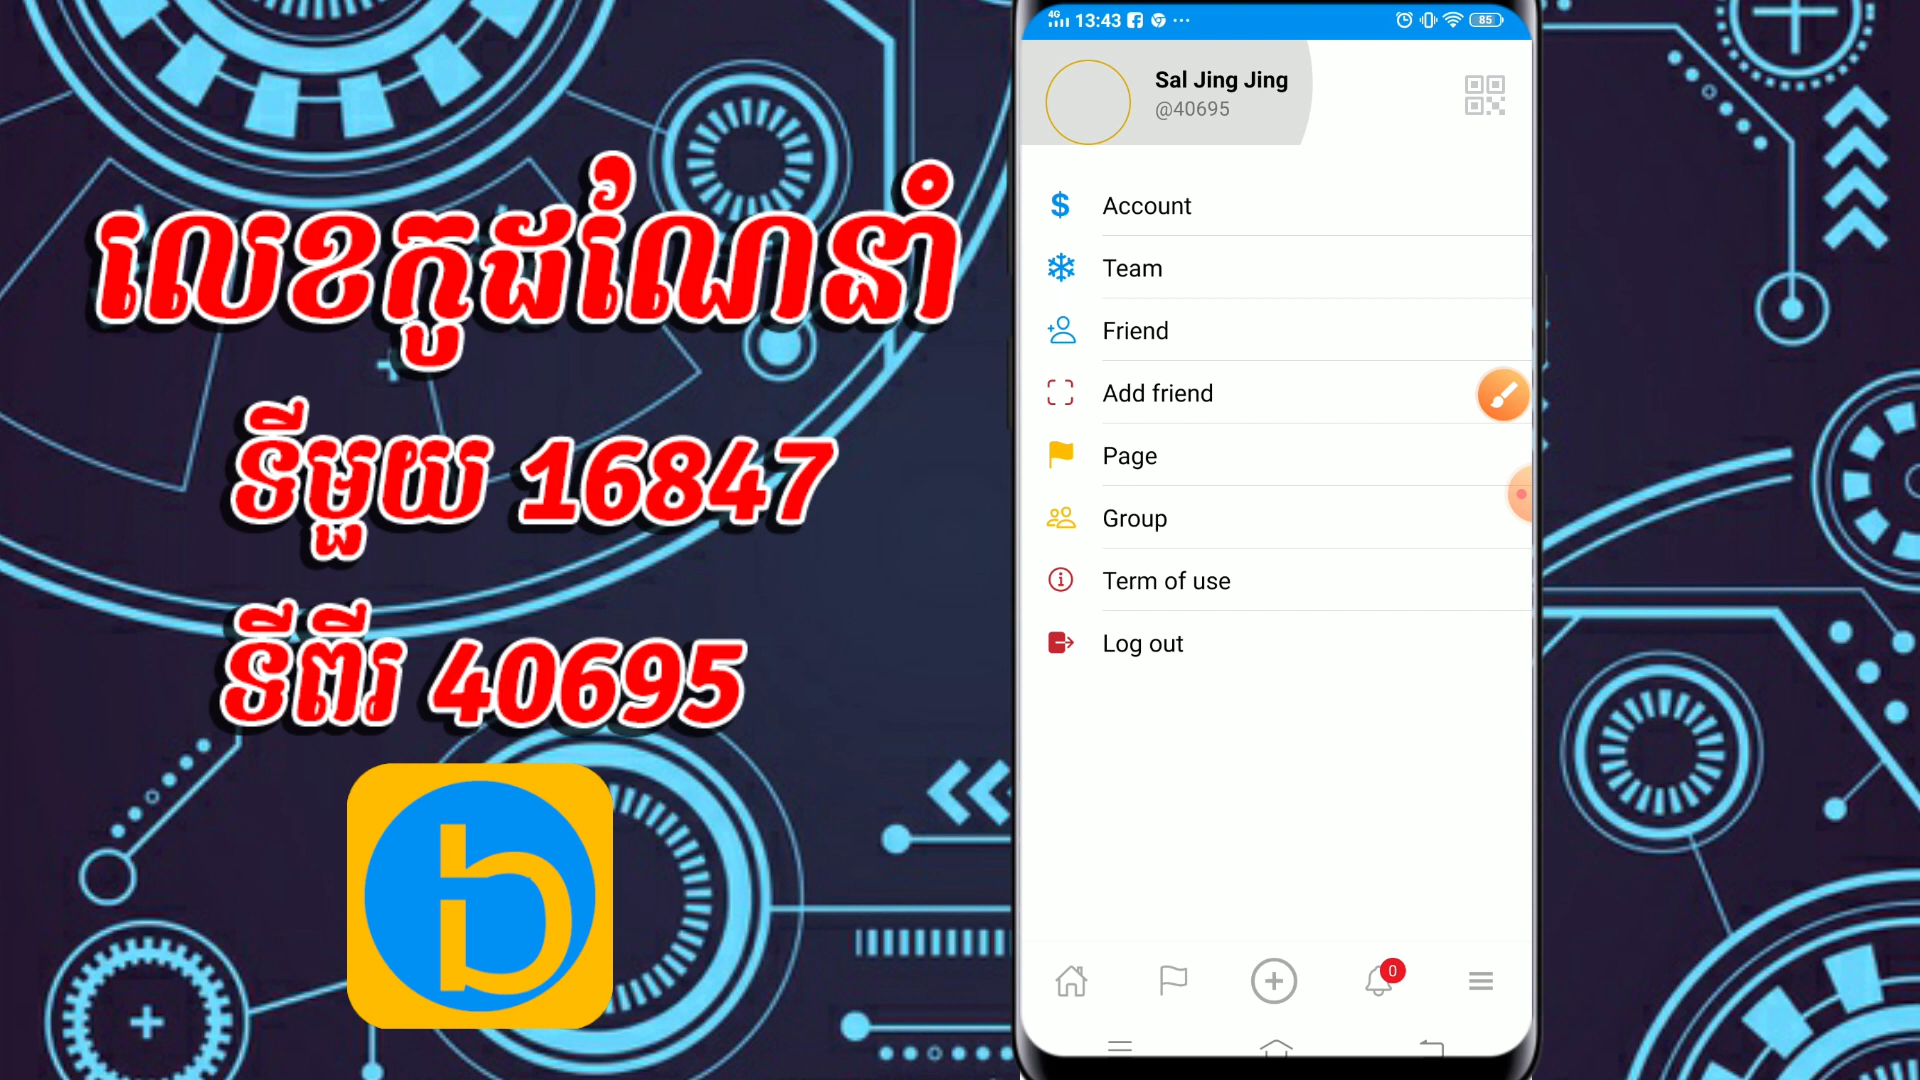 លេខកូដណែនាំ
ទីមួយ 16847
ទីពីរ 40695
4G 13:43
85
Sal Jing Jing
@40695
Account
Team
Friend
Add friend
Page
Group
Term of use
Log out
0